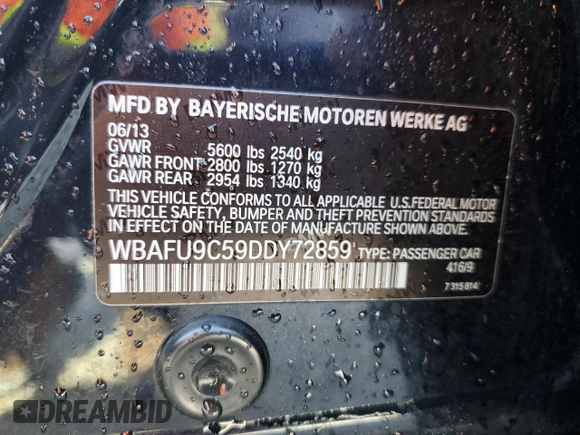 MFD BY BAYERISCHE MOTOREN WERKE AG
06/13
GVWR 5600 lbs 2540 kg
GAWR FRONT 2800 lbs 1270 kg
GAWR REAR 2954 lbs 1340 kg
THIS VEHICLE CONFORMS TO ALL APPLICABLE U.S.FEDERAL MOTOR
VEHICLE SAFETY, BUMPER AND THEFT PREVENTION STANDARDS
IN EFFECT ON THE DATE OF MANUFACTURE SHOWN ABOVE.
WBAFU9C59DDY72859 TYPE: PASSENGER CAR
416/9
7 315 814
DREAMBID